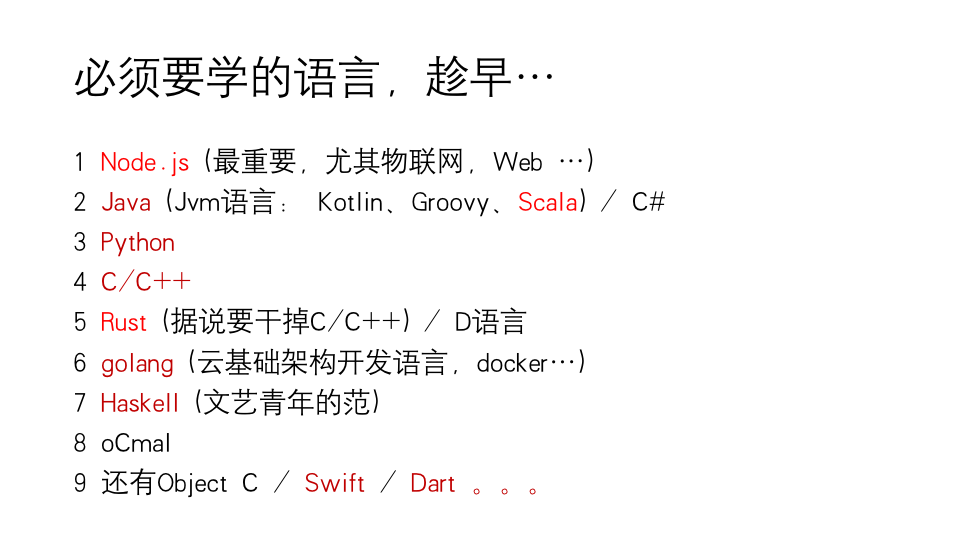 必须要学的语言，趁早…
1 Node.js（最重要，尤其物联网，Web …）
2 Java（Jvm语言： Kotlin、Groovy、Scala）/ C#
3 Python
4 C/C++
5 Rust（据说要干掉C/C++）/ D语言
6 golang（云基础架构开发语言，docker…）
7 Haskell（文艺青年的范）
8 oCmal
9 还有Object C / Swift / Dart 。。。